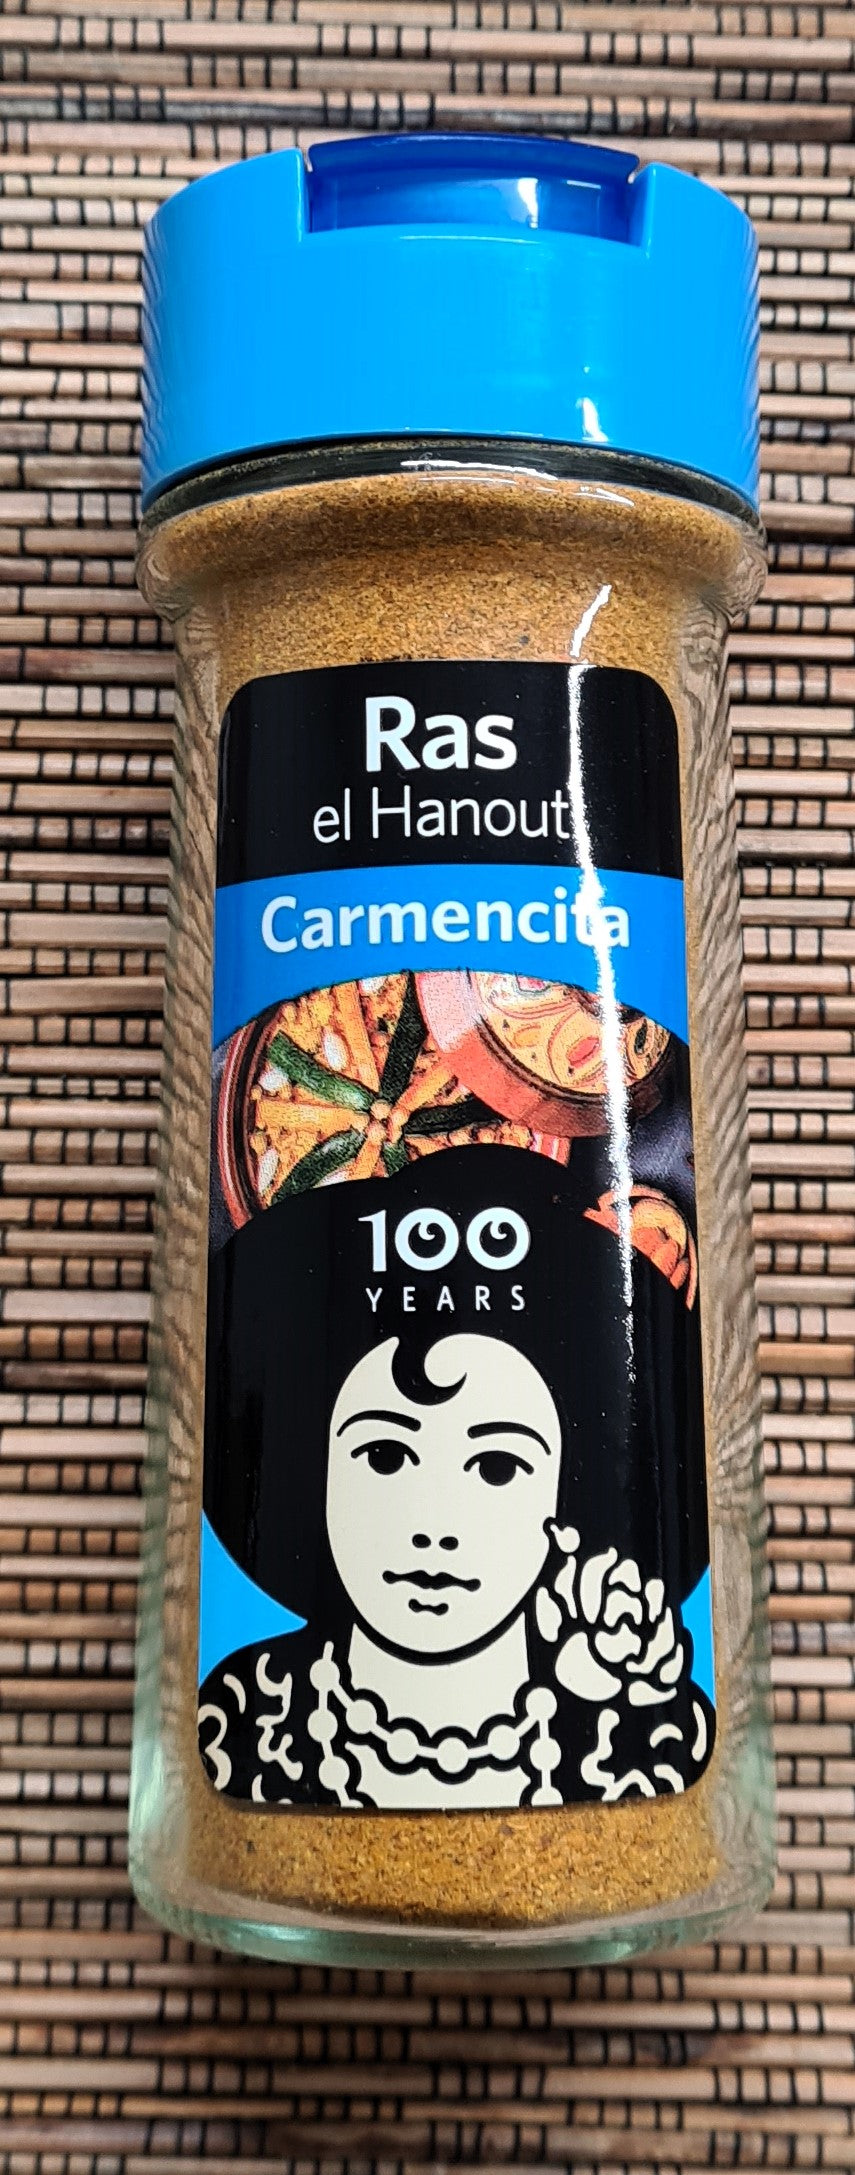 Ras
el Hanout
Carmencita
100
YEARS